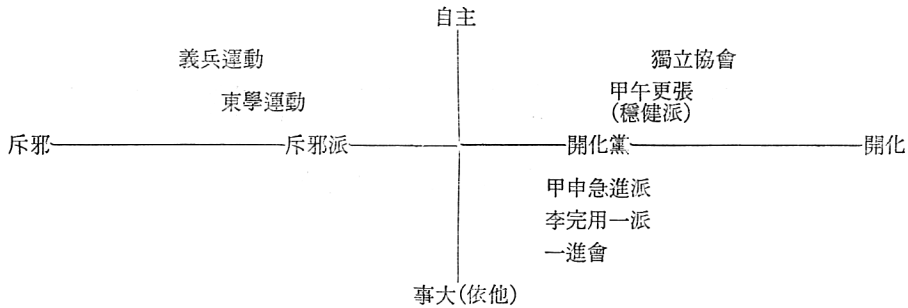 自主
義兵運動
獨立協會
東學運動
甲午更張
(穩健派)
斥邪
斥邪派
開化黨
開化
甲申急進派
李完用一派
一進會
事大(依他)